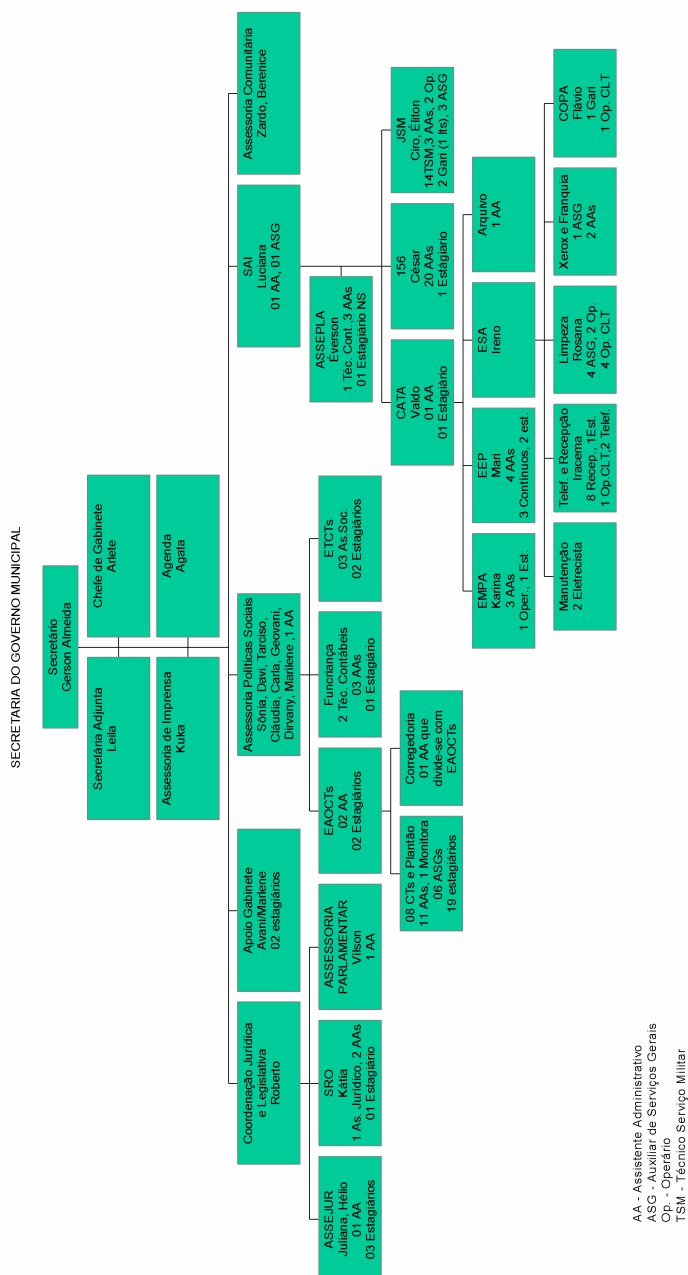 SECRETARIA DO GOVERNO MUNICIPAL
Secretário
Gerson Almeida
Secretária Adjunta
Leila
Chefe de Gabinete
Arlete
Assessoria de Imprensa
Kuka
Agenda
Agata
Coordenação Jurídica
e Legislativa
Roberto
Apoio Gabinete
Avani/Marlene
02 estagiários
Assessoria Políticas Sociais
Sônia, Davi, Tarciso,
Cláudia, Carla, Geovani,
Dirvany, Marilene ,1 AA
SAI
Luciana
01 AA, 01 ASG
Assessoria Comunitária
Zardo, Berenice
ASSEJUR
Juliana, Hélio
01 AA
03 Estagiários
SRO
Kátia
1 As. Jurídico, 2 AAs
01 Estagiário
ASSESSORIA
PARLAMENTAR
Vilson
1 AA
EAOCTs
02 AA
02 Estagiários
Funcriança
2 Téc. Contábeis
03 AAs
01 Estagiário
ETCTs
03 As.Soc.
02 Estagiários
ASSEPLA
Éverson
1 Téc. Cont.,3 AAs
01 Estagiário NS
08 CTs e Plantão
11 AAs, 1 Monitora
06 ASGs
19 estagiários
Corregedoria
01 AA que
divide-se com
EAOCTs
CATA
Valdo
01 AA
01 Estagiário
156
César
20 AAs
1 Estágiario
JSM
Ciro, Éliton
14TSM,3 AAs, 2 Op.
2 Gari (1 lts), 3 ASG
EMPA
Karina
3 AAs
1 Oper., 1 Est.
EEP
Mari
4 AAs
3 Contínuos, 2 est.
ESA
Ireno
Arquivo
1 AA
Manutenção
2 Eletrecista
Telef. e Recepção
Iracema
8 Recep., 1Est.
1 Op.CLT,2 Telef.
Limpeza
Rosana
4 ASG, 2 Op.
4 Op. CLT
Xerox e Franquia
1 ASG
2 AAs
COPA
Flávio
1 Gari
1 Op. CLT
AA - Assistente Administrativo
ASG - Auxiliar de Serviços Gerais
Op. - Operário
TSM - Técnico Serviço Militar